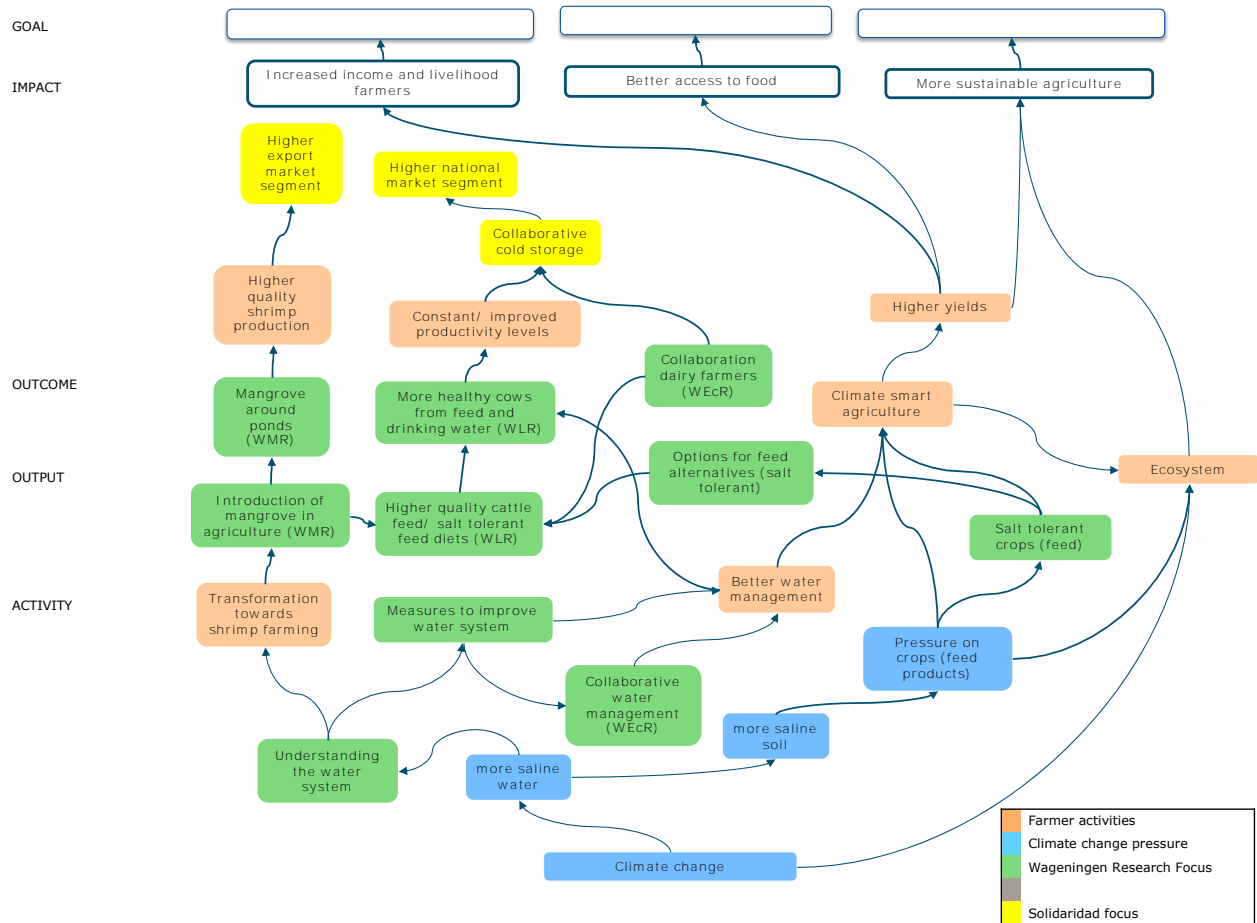 GOAL
IMPACT
Increased income and livelihood
farmers
Better access to food
More sustainable agriculture
Higher
export
market
segment
Higher national
market segment
Collaborative
cold storage
Higher
quality
shrimp
production
Constant/ improved
productivity levels
Higher yields
OUTCOME
Mangrove
around
ponds
(WMR)
More healthy cows
from feed and
drinking water (WLR)
Collaboration
dairy farmers
(WEcR)
Climate smart
agriculture
OUTPUT
Introduction of
mangrove in
agriculture (WMR)
Higher quality cattle
feed/ salt tolerant
feed diets (WLR)
Options for feed
alternatives (salt
tolerant)
Ecosystem
Salt tolerant
crops (feed)
ACTIVITY
Transformation
towards
shrimp farming
Measures to improve
water system
Better water
management
Pressure on
crops (feed
products)
Collaborative
water
management
(WEcR)
more saline
soil
Understanding
the water
system
more saline
water
Climate change
Farmer activities
Climate change pressure
Wageningen Research Focus
Solidaridad focus